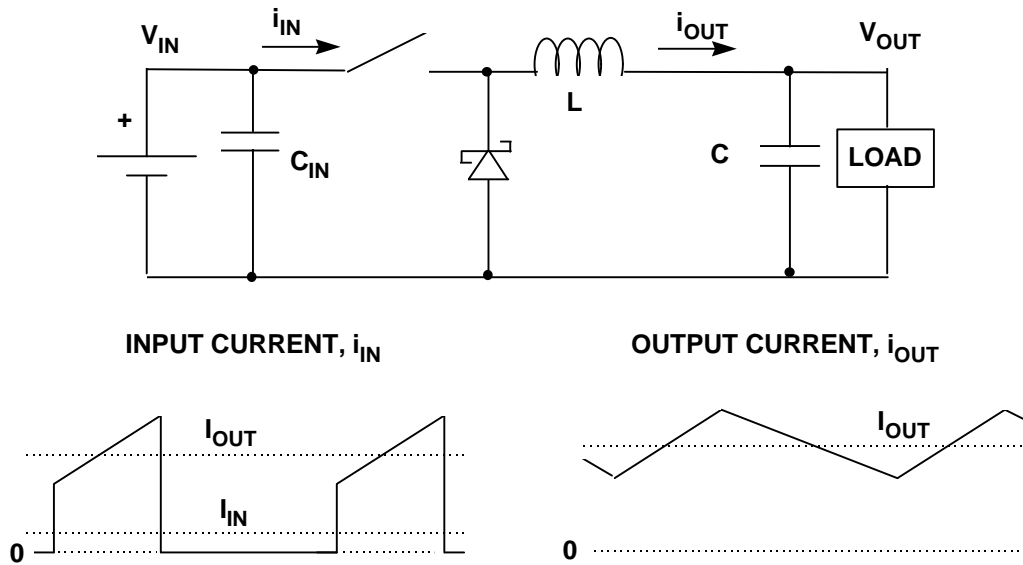 i_IN
i_OUT
V_IN
V_OUT
L
+
C_IN
C
LOAD
INPUT CURRENT, i_IN
OUTPUT CURRENT, i_OUT
I_OUT
I_OUT
I_IN
0
0